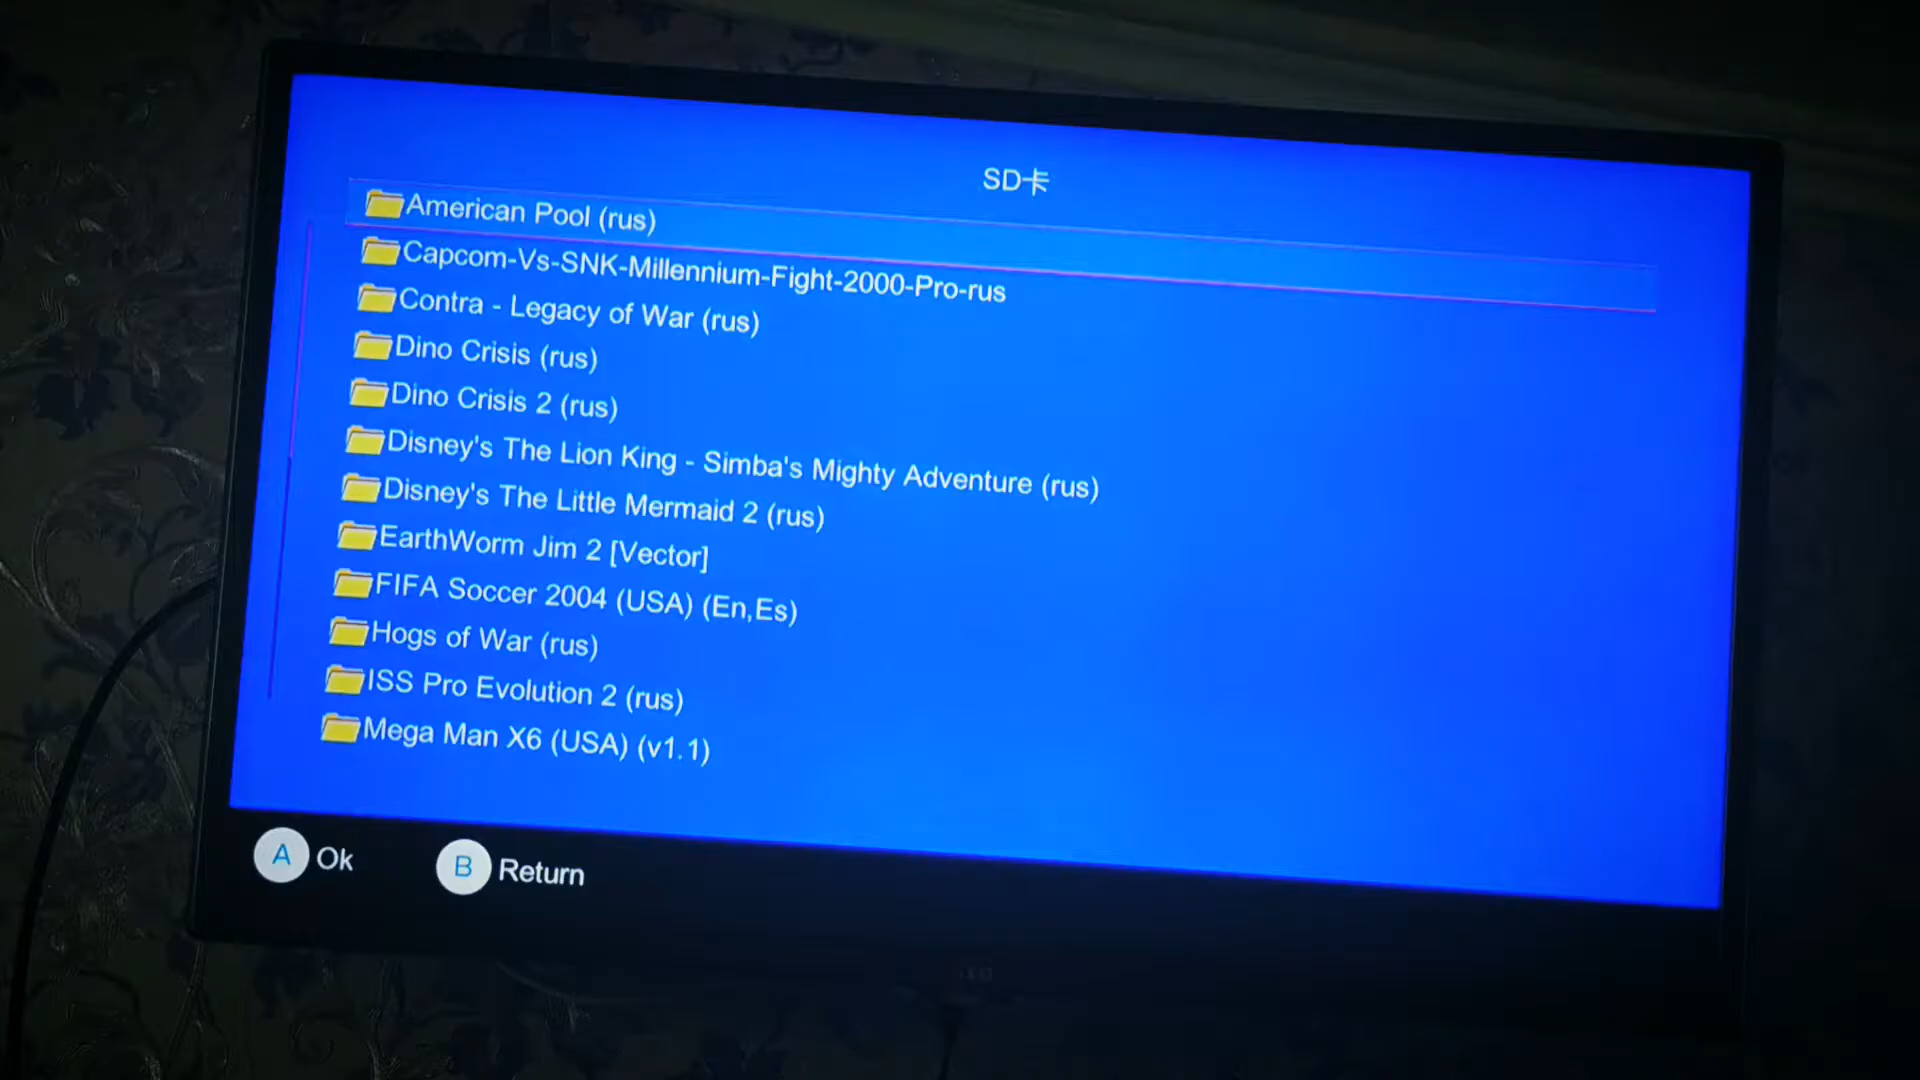 SD卡
American Pool (rus)
Capcom-Vs-SNK-Millennium-Fight-2000-Pro-rus
Contra - Legacy of War (rus)
Dino Crisis (rus)
Dino Crisis 2 (rus)
Disney's The Lion King - Simba's Mighty Adventure (rus)
Disney's The Little Mermaid 2 (rus)
EarthWorm Jim 2 [Vector]
FIFA Soccer 2004 (USA) (En,Es)
Hogs of War (rus)
ISS Pro Evolution 2 (rus)
Mega Man X6 (USA) (v1.1)
A Ok B Return